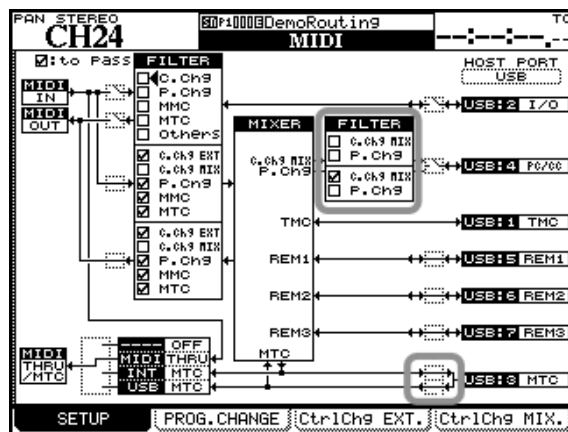 PAN STEREO
CH24
DemoRouting
MIDI
--:--:--.
☑:to Pass
FILTER
HOST PORT
USB
MIDI IN
MIDI OUT
C.Chg
P.Chg
MMC
MTC
Others
C.Chg EXT
C.Chg MIX
P.Chg
MMC
MTC
C.Chg EXT
C.Chg MIX
P.Chg
MMC
MTC
MIXER
C.Chg MIX
P.Chg
TMC
REM1
REM2
REM3
MTC
FILTER
C.Chg MIX
P.Chg
C.Chg MIX
P.Chg
USB:2 I/O
USB:4 PC/CC
USB:1 TMC
USB:5 REM1
USB:6 REM2
USB:7 REM3
USB:8 MTC
MIDI THRU /MTC
---- OFF
MIDI THRU
INT MTC
USB MTC
SETUP
PROG.CHANGE
CtrlChg EXT.
CtrlChg MIX.